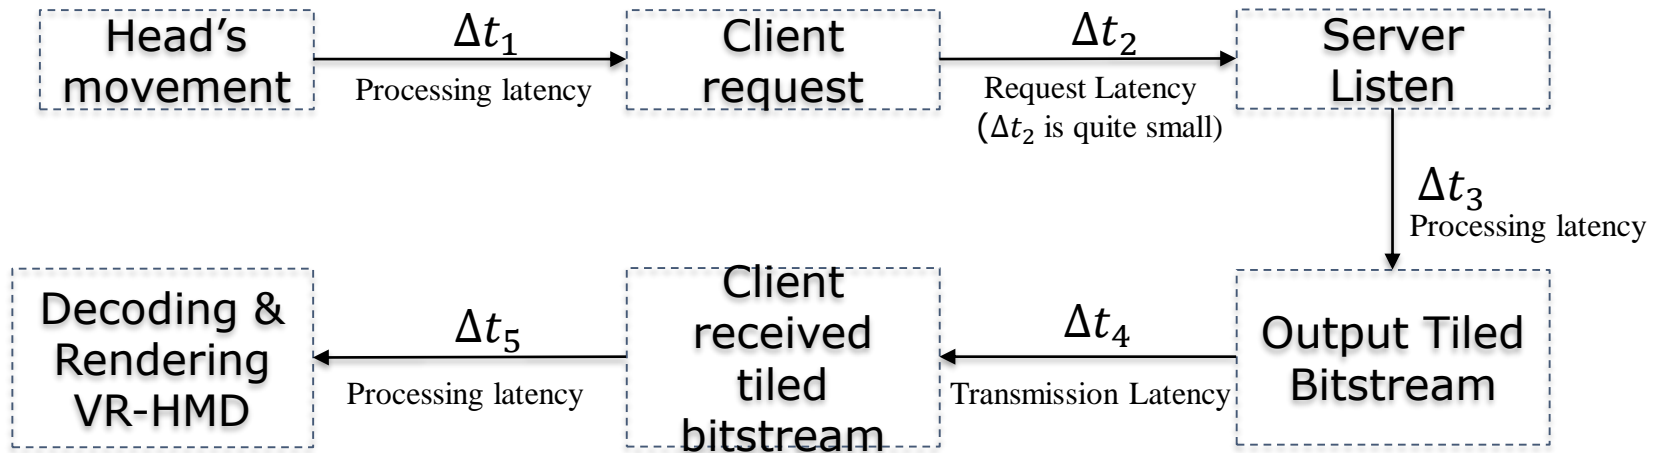 Head's
movement
Δt₁
Processing latency
Client
request
Δt₂
Request Latency
(Δt₂ is quite small)
Server
Listen
Δt₃
Processing latency
Decoding &
Rendering
VR-HMD
Δt₅
Processing latency
Client
received
tiled
bitstream
Δt₄
Transmission Latency
Output Tiled
Bitstream